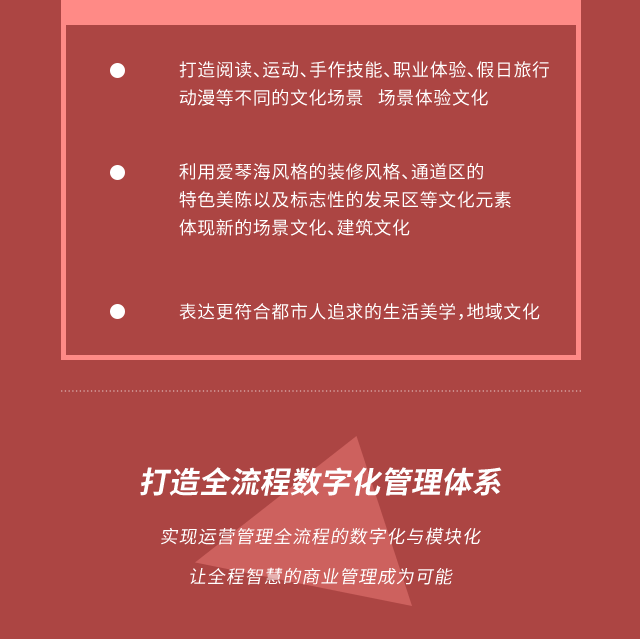 打造阅读、运动、手作技能、职业体验、假日旅行
动漫等不同的文化场景 场景体验文化
利用爱琴海风格的装修风格、通道区的
特色美陈以及标志性的发呆区等文化元素
体现新的场景文化、建筑文化
表达更符合都市人追求的生活美学，地域文化
打造全流程数字化管理体系
实现运营管理全流程的数字化与模块化
让全程智慧的商业管理成为可能